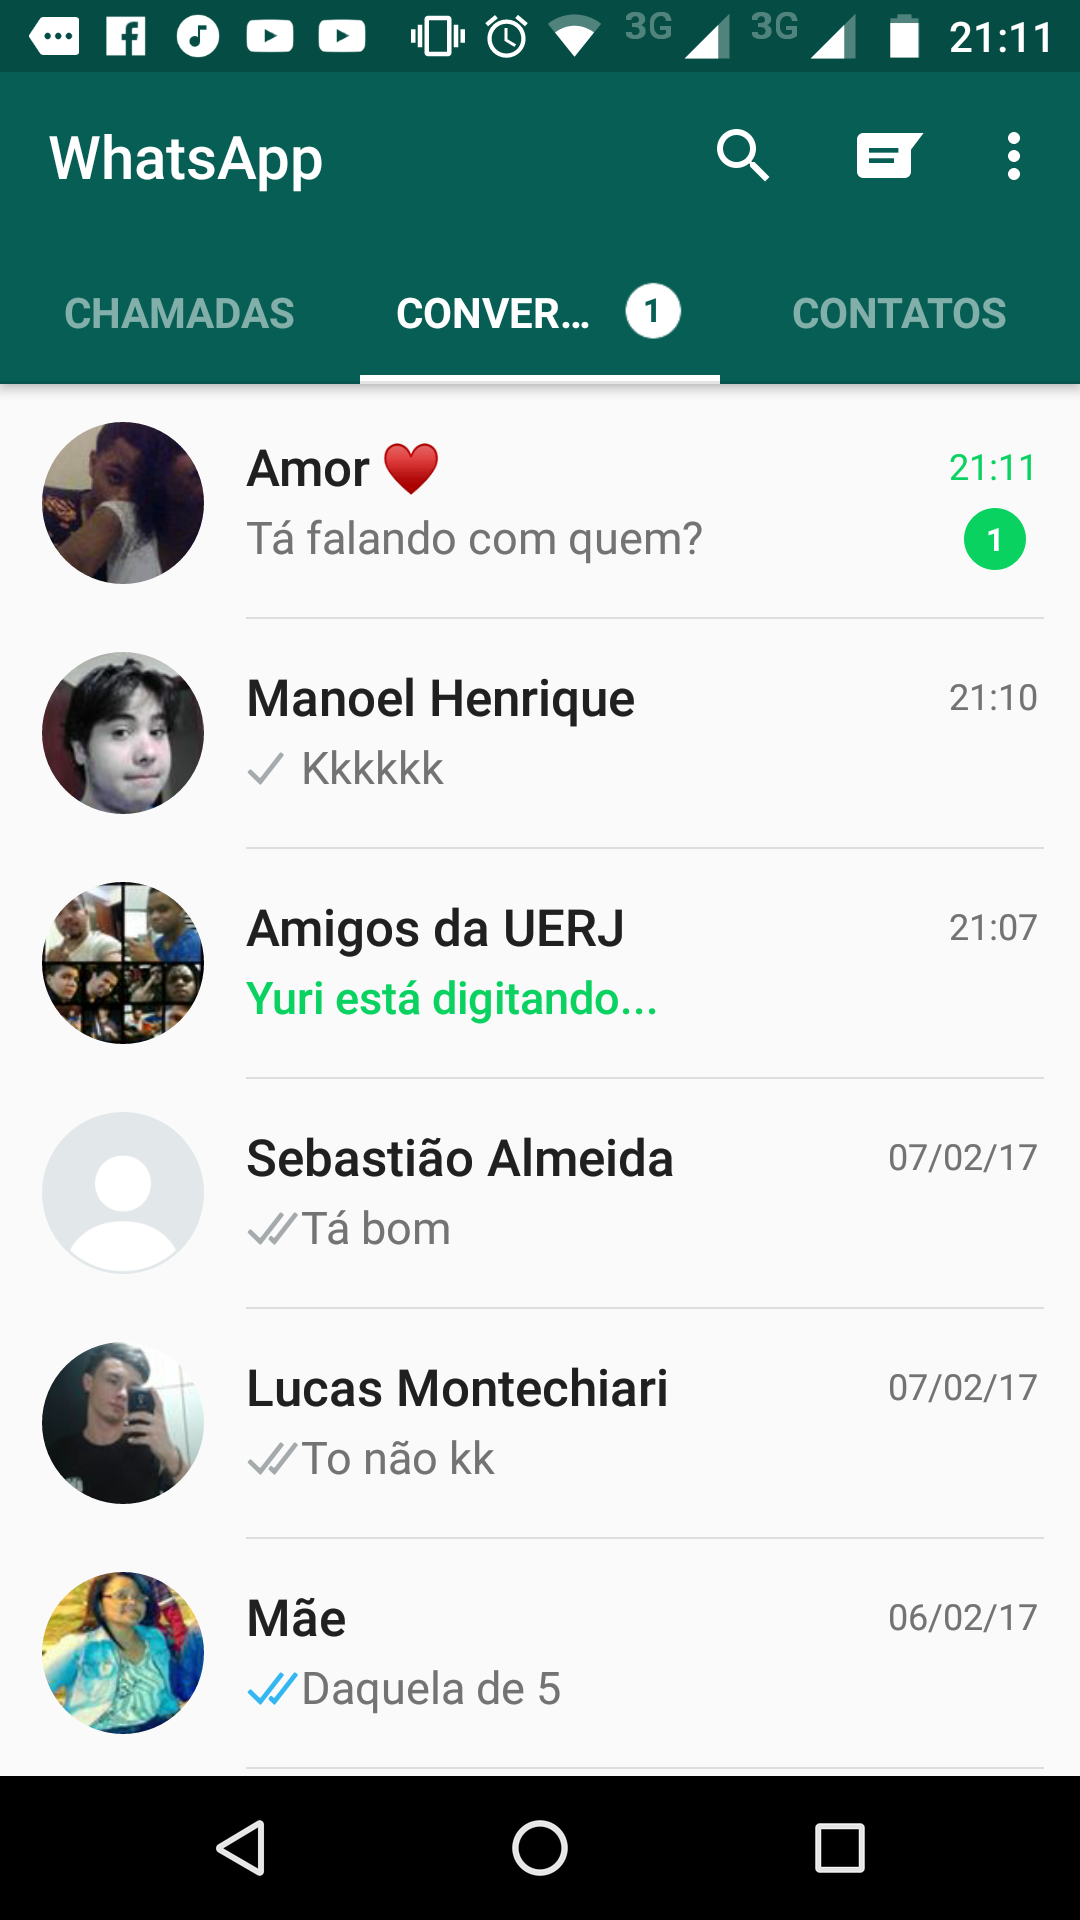 3G 3G 21:11
WhatsApp
CHAMADAS CONVER... 1 CONTATOS
Amor 21:11
Tá falando com quem? 1
Manoel Henrique 21:10
Kkkkkk
Amigos da UERJ 21:07
Yuri está digitando...
Sebastião Almeida 07/02/17
Tá bom
Lucas Montechiari 07/02/17
To não kk
Mãe 06/02/17
Daquela de 5